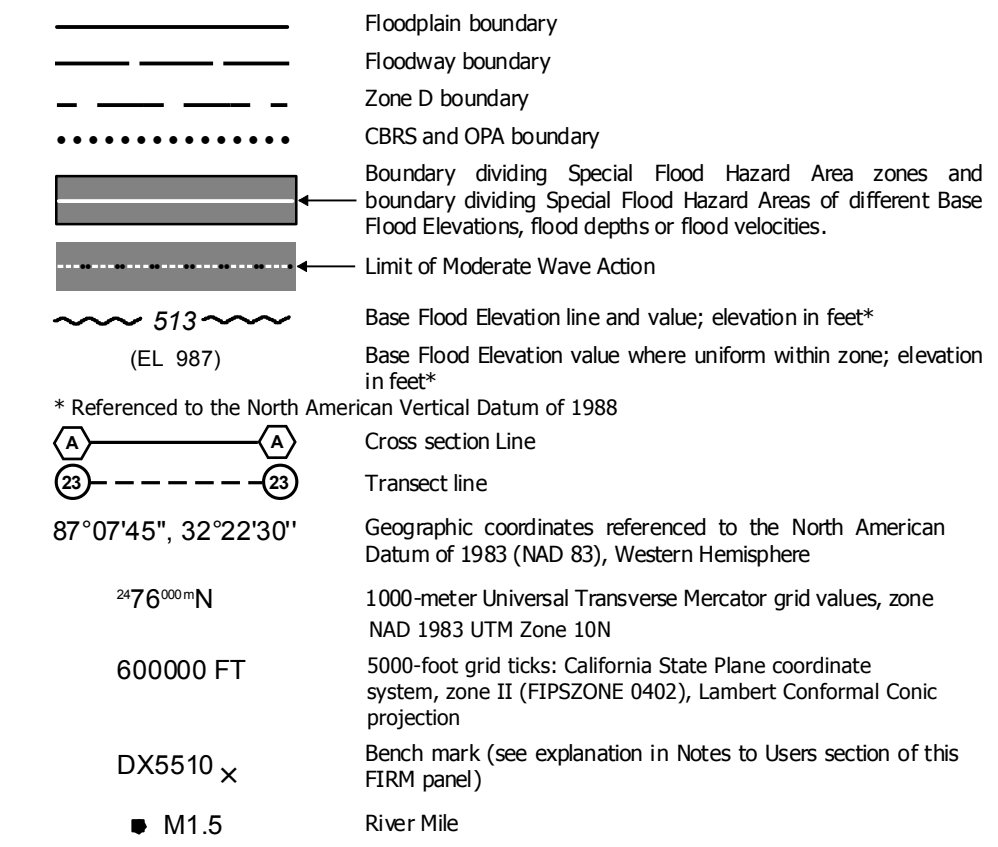 Floodplain boundary
Floodway boundary
Zone D boundary
CBRS and OPA boundary
Boundary dividing Special Flood Hazard Area zones and
boundary dividing Special Flood Hazard Areas of different Base
Flood Elevations, flood depths or flood velocities.
Limit of Moderate Wave Action
513 Base Flood Elevation line and value; elevation in feet*
(EL 987) Base Flood Elevation value where uniform within zone; elevation
in feet*
* Referenced to the North American Vertical Datum of 1988
A A Cross section Line
23 23 Transect line
87°07'45", 32°22'30'' Geographic coordinates referenced to the North American
Datum of 1983 (NAD 83), Western Hemisphere
2476000mN 1000-meter Universal Transverse Mercator grid values, zone
NAD 1983 UTM Zone 10N
600000 FT 5000-foot grid ticks: California State Plane coordinate
system, zone II (FIPSZONE 0402), Lambert Conformal Conic
projection
DX5510 × Bench mark (see explanation in Notes to Users section of this
FIRM panel)
M1.5 River Mile